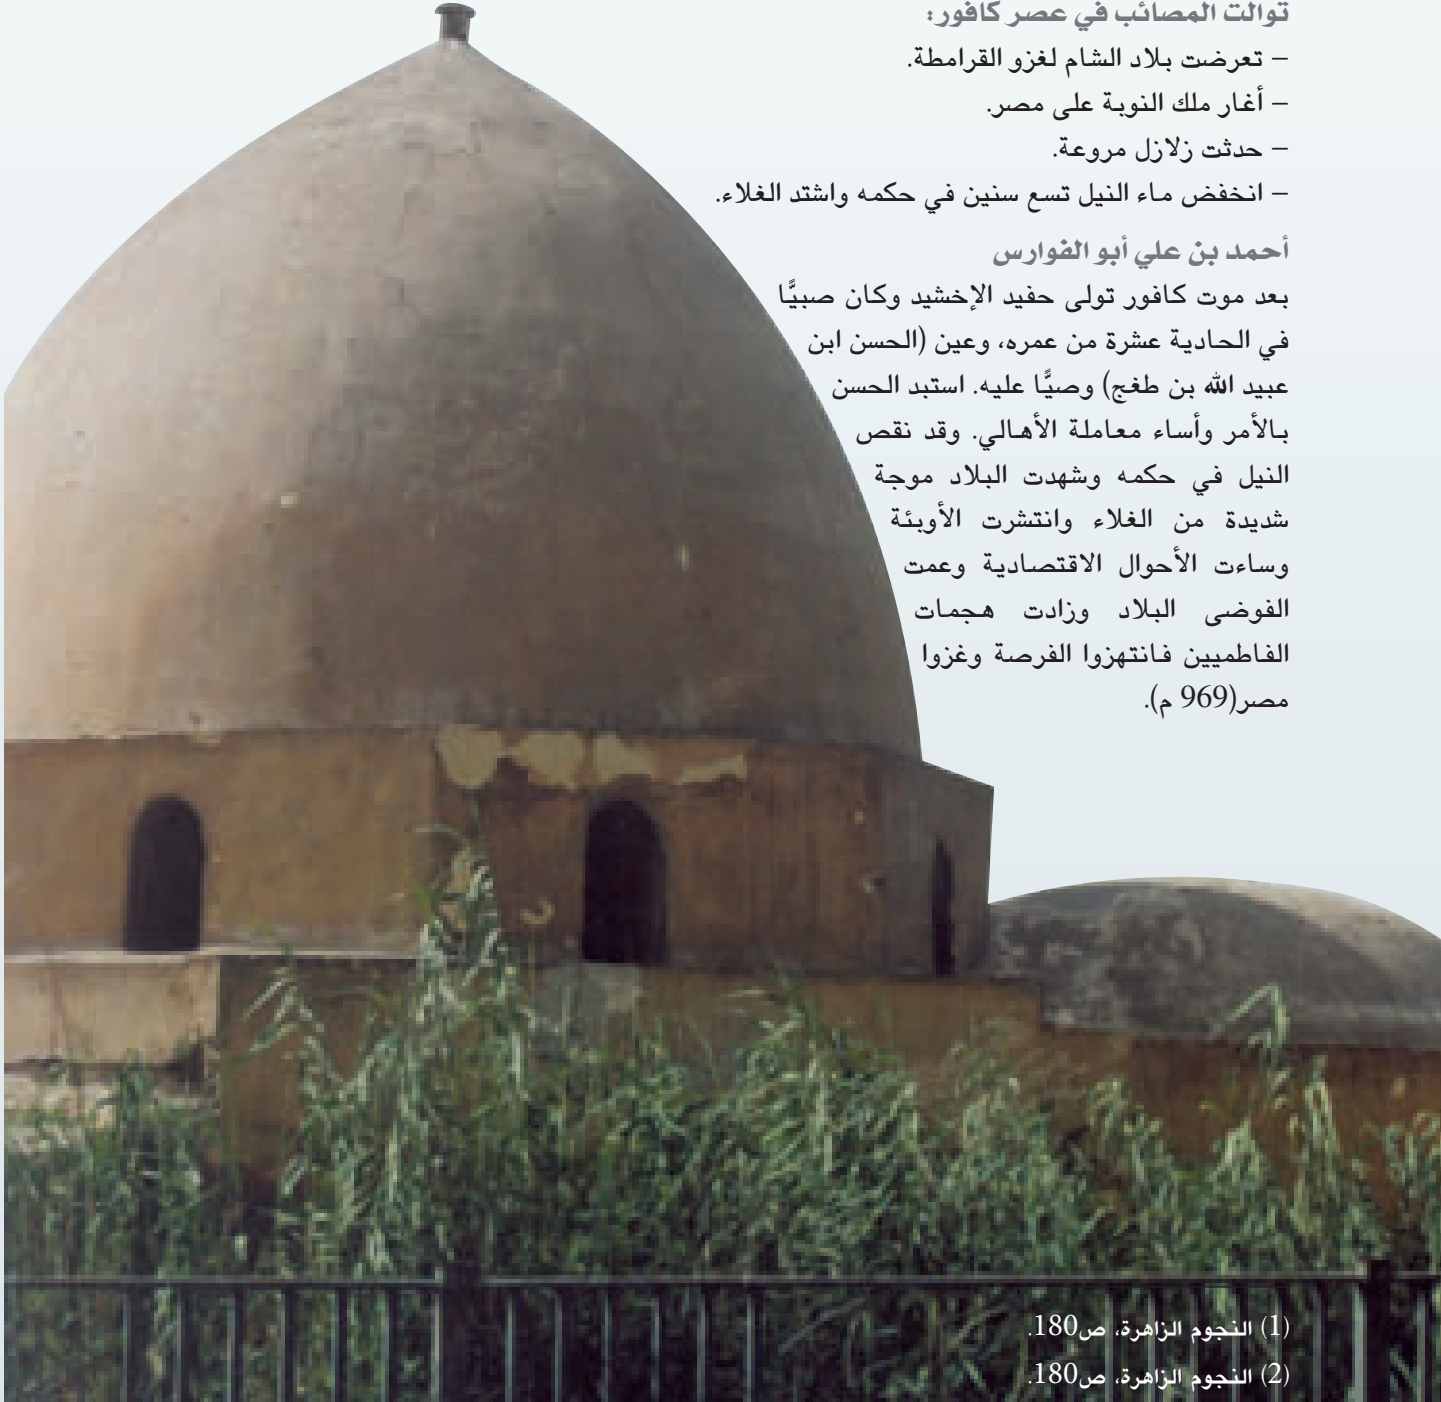 توالت المصائب في عصر كافور:
– تعرضت بلاد الشام لغزو القرامطة.
– أغار ملك النوبة على مصر.
– حدثت زلازل مروعة.
– انخفض ماء النيل تسع سنين في حكمه واشتد الغلاء.
أحمد بن علي أبو الفوارس
بعد موت كافور تولى حفيد الإخشيد وكان صبيًّا
في الحادية عشرة من عمره، وعين (الحسن ابن
عبيد الله بن طغج) وصيًّا عليه. استبد الحسن
بالأمر وأساء معاملة الأهالي. وقد نقص
النيل في حكمه وشهدت البلاد موجة
شديدة من الغلاء وانتشرت الأوبئة
وساءت الأحوال الاقتصادية وعمت
الفوضى البلاد وزادت هجمات
الفاطميين فانتهزوا الفرصة وغزوا
مصر(969 م).
(1) النجوم الزاهرة، ص180.
(2) النجوم الزاهرة، ص180.